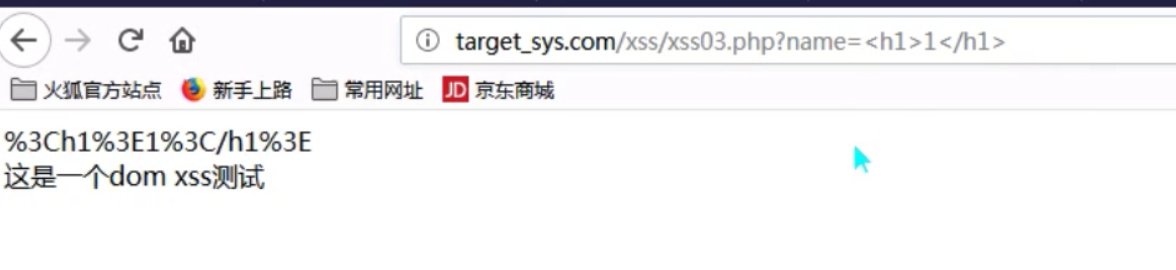 target_sys.com/xss/xss03.php?name=<h1>1</h1>
火狐官方站点 新手上路 常用网址 JD 京东商城
%3Ch1%3E1%3C/h1%3E
这是一个dom xss测试